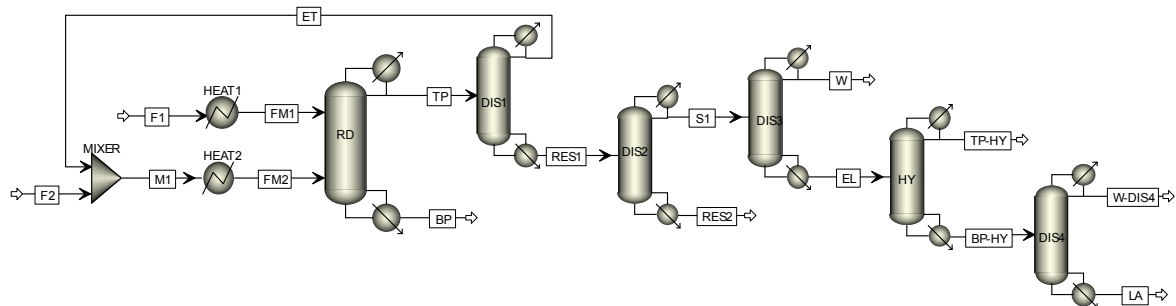 ET
HEAT1
F1
FM1
MIXER
HEAT2
F2
M1
FM2
RD
TP
BP
DIS1
RES1
DIS2
S1
RES2
DIS3
W
EL
HY
TP-HY
BP-HY
DIS4
W-DIS4
LA